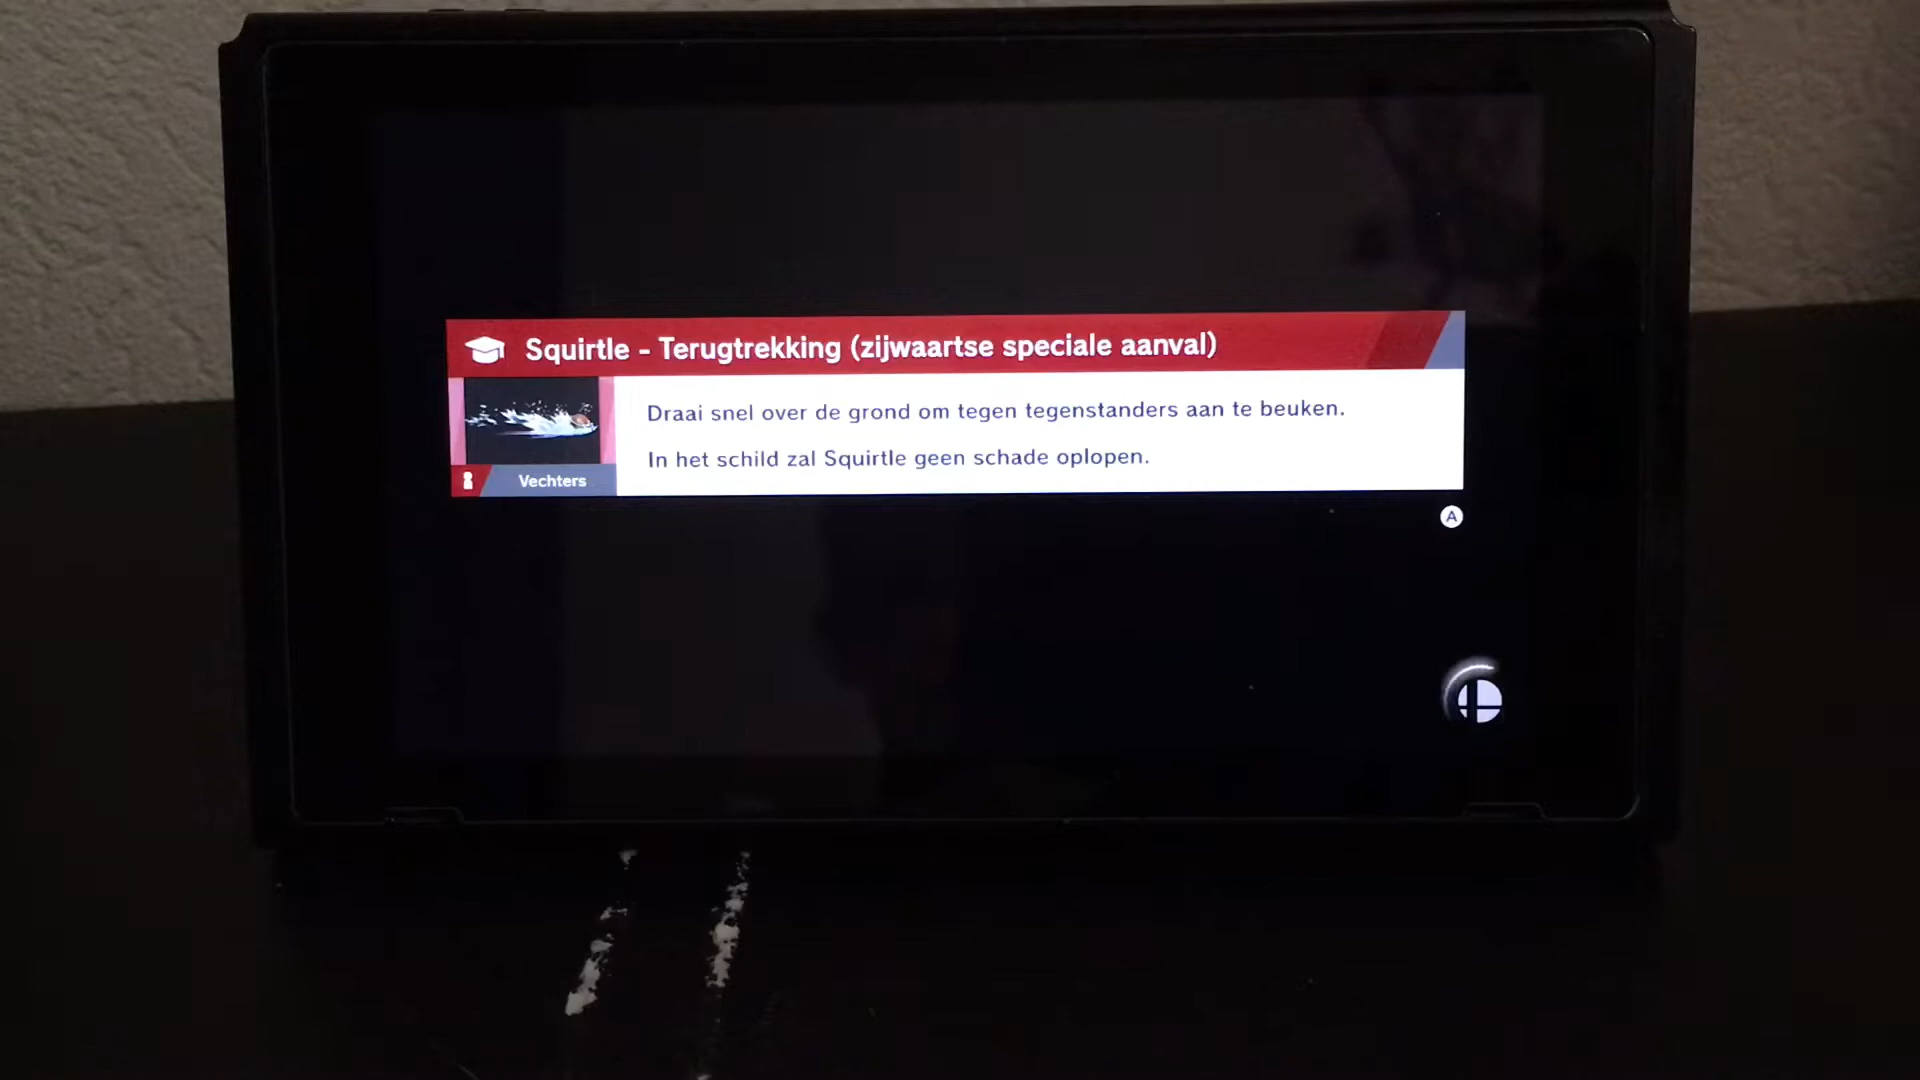 Squirtle - Terugtrekking (zijwaartse speciale aanval)
Draai snel over de grond om tegen tegenstanders aan te beuken.
In het schild zal Squirtle geen schade oplopen.
Vechters
A